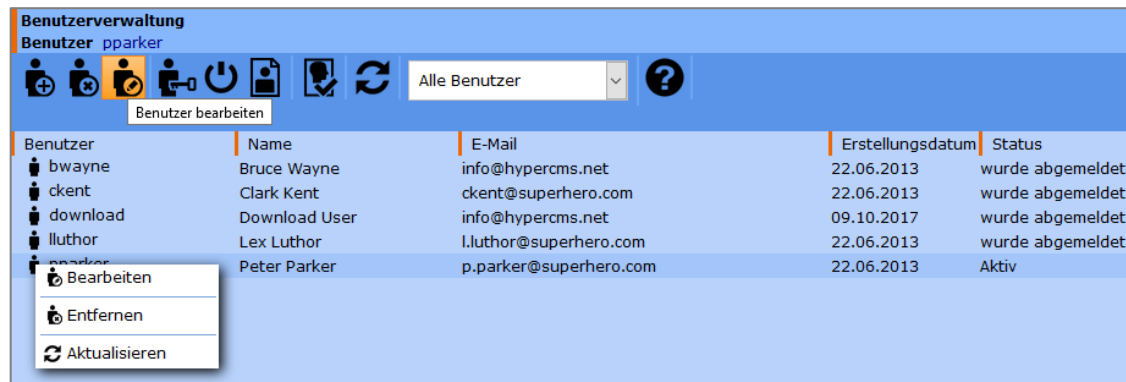 Benutzerverwaltung
Benutzer pparker
Alle Benutzer
Benutzer bearbeiten
Benutzer Name E-Mail Erstellungsdatum Status
bwayne Bruce Wayne info@hypercms.net 22.06.2013 wurde abgemeldet
ckent Clark Kent ckent@superhero.com 22.06.2013 wurde abgemeldet
download Download User info@hypercms.net 09.10.2017 wurde abgemeldet
lluthor Lex Luthor l.luthor@superhero.com 22.06.2013 wurde abgemeldet
pparker Peter Parker p.parker@superhero.com 22.06.2013 Aktiv
Bearbeiten
Entfernen
Aktualisieren